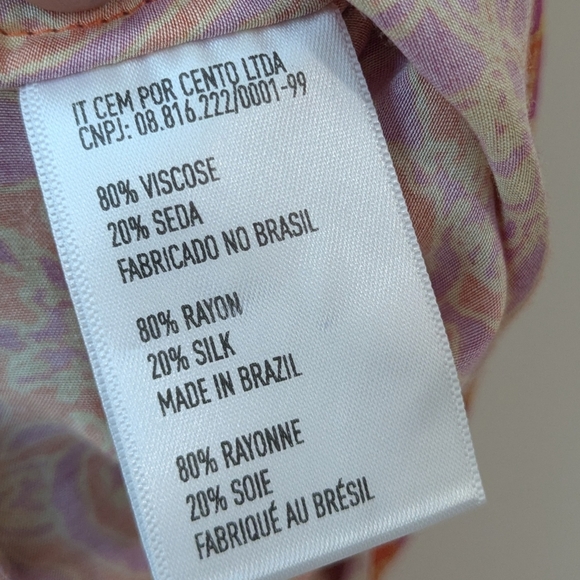 IT CEM POR CENTO LTDA
CNPJ: 08.816.222/0001-99
80% VISCOSE
20% SEDA
FABRICADO NO BRASIL
80% RAYON
20% SILK
MADE IN BRAZIL
80% RAYONNE
20% SOIE
FABRIQUÉ AU BRÉSIL